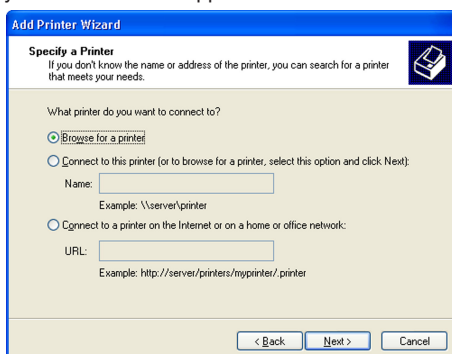 Add Printer Wizard
Specify a Printer
If you don't know the name or address of the printer, you can search for a printer
that meets your needs.
What printer do you want to connect to?
Browse for a printer
Connect to this printer (or to browse for a printer, select this option and click Next):
Name:
Example: \\server\printer
Connect to a printer on the Internet or on a home or office network:
URL:
Example: http://server/printers/myprinter/.printer
< Back Next > Cancel